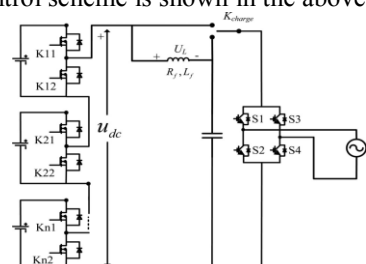 ntrol scheme is shown in the above
K_charge
K11
+
U_L
+ -
K12
R_f, L_f
K21
u_dc
S1
S3
K22
S2
S4
Kn1
Kn2
-